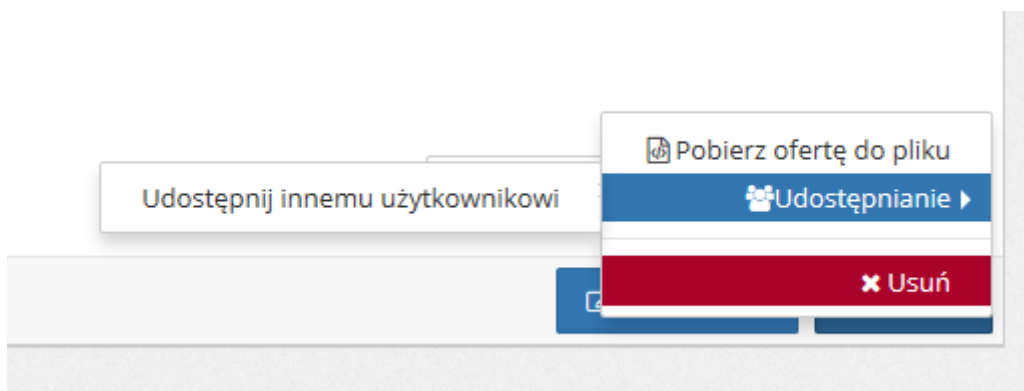 Pobierz ofertę do pliku
Udostępnij innemu użytkownikowi
Udostępnianie
Usuń